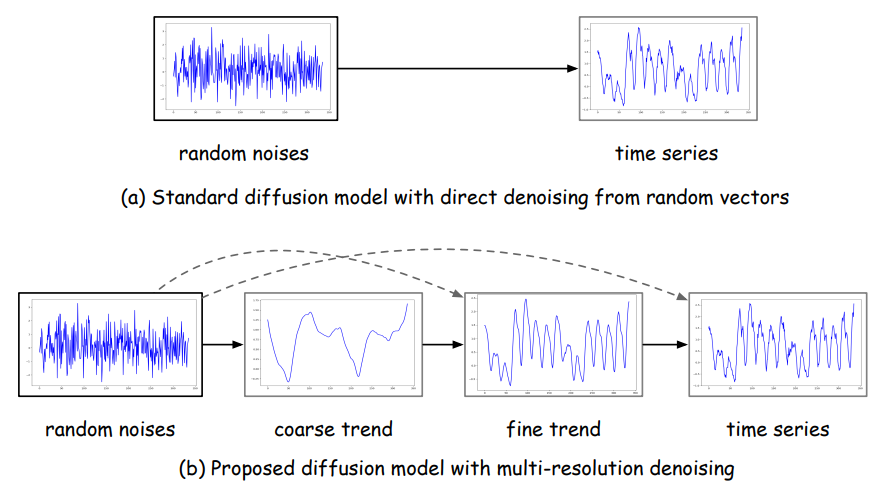 random noises
time series
(a) Standard diffusion model with direct denoising from random vectors
random noises
coarse trend
fine trend
time series
(b) Proposed diffusion model with multi-resolution denoising